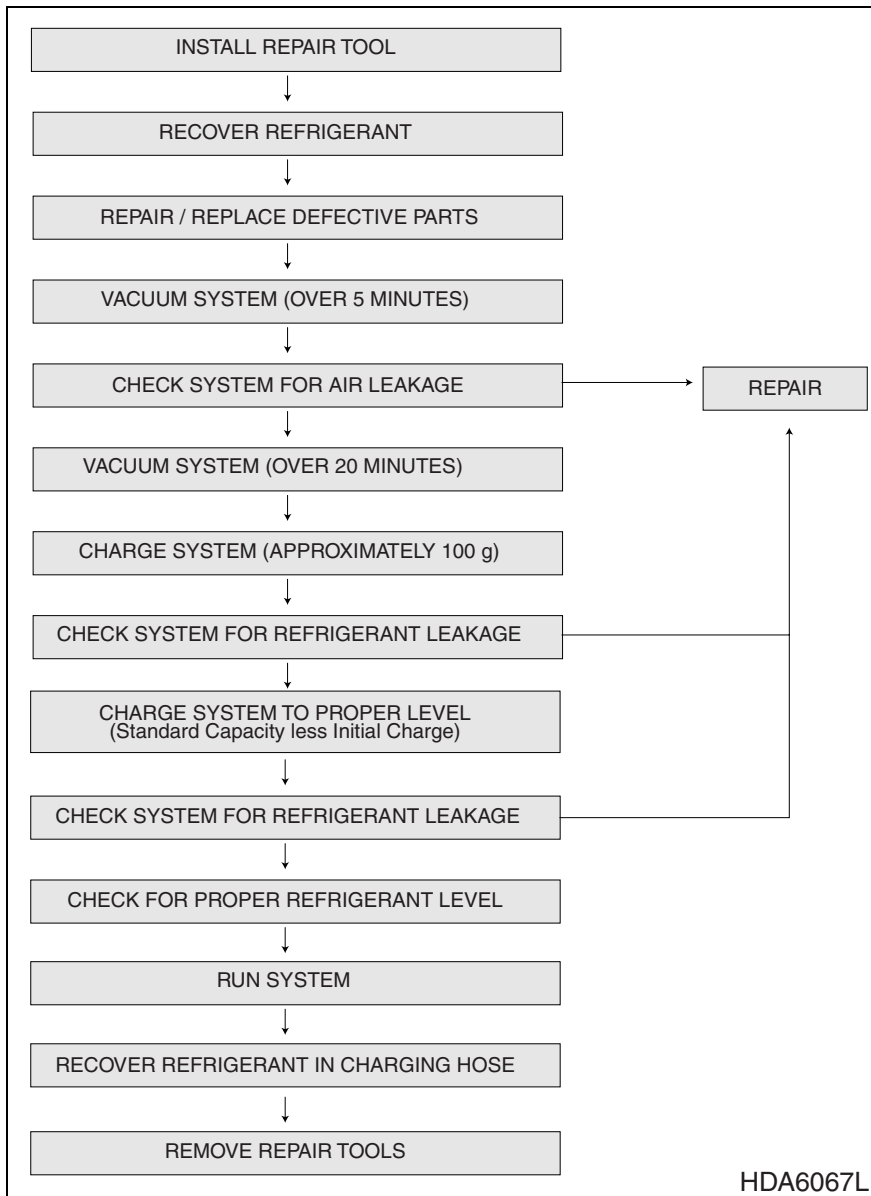 INSTALL REPAIR TOOL
RECOVER REFRIGERANT
REPAIR / REPLACE DEFECTIVE PARTS
VACUUM SYSTEM (OVER 5 MINUTES)
CHECK SYSTEM FOR AIR LEAKAGE
REPAIR
VACUUM SYSTEM (OVER 20 MINUTES)
CHARGE SYSTEM (APPROXIMATELY 100 g)
CHECK SYSTEM FOR REFRIGERANT LEAKAGE
CHARGE SYSTEM TO PROPER LEVEL
(Standard Capacity less Initial Charge)
CHECK SYSTEM FOR REFRIGERANT LEAKAGE
CHECK FOR PROPER REFRIGERANT LEVEL
RUN SYSTEM
RECOVER REFRIGERANT IN CHARGING HOSE
REMOVE REPAIR TOOLS
HDA6067L